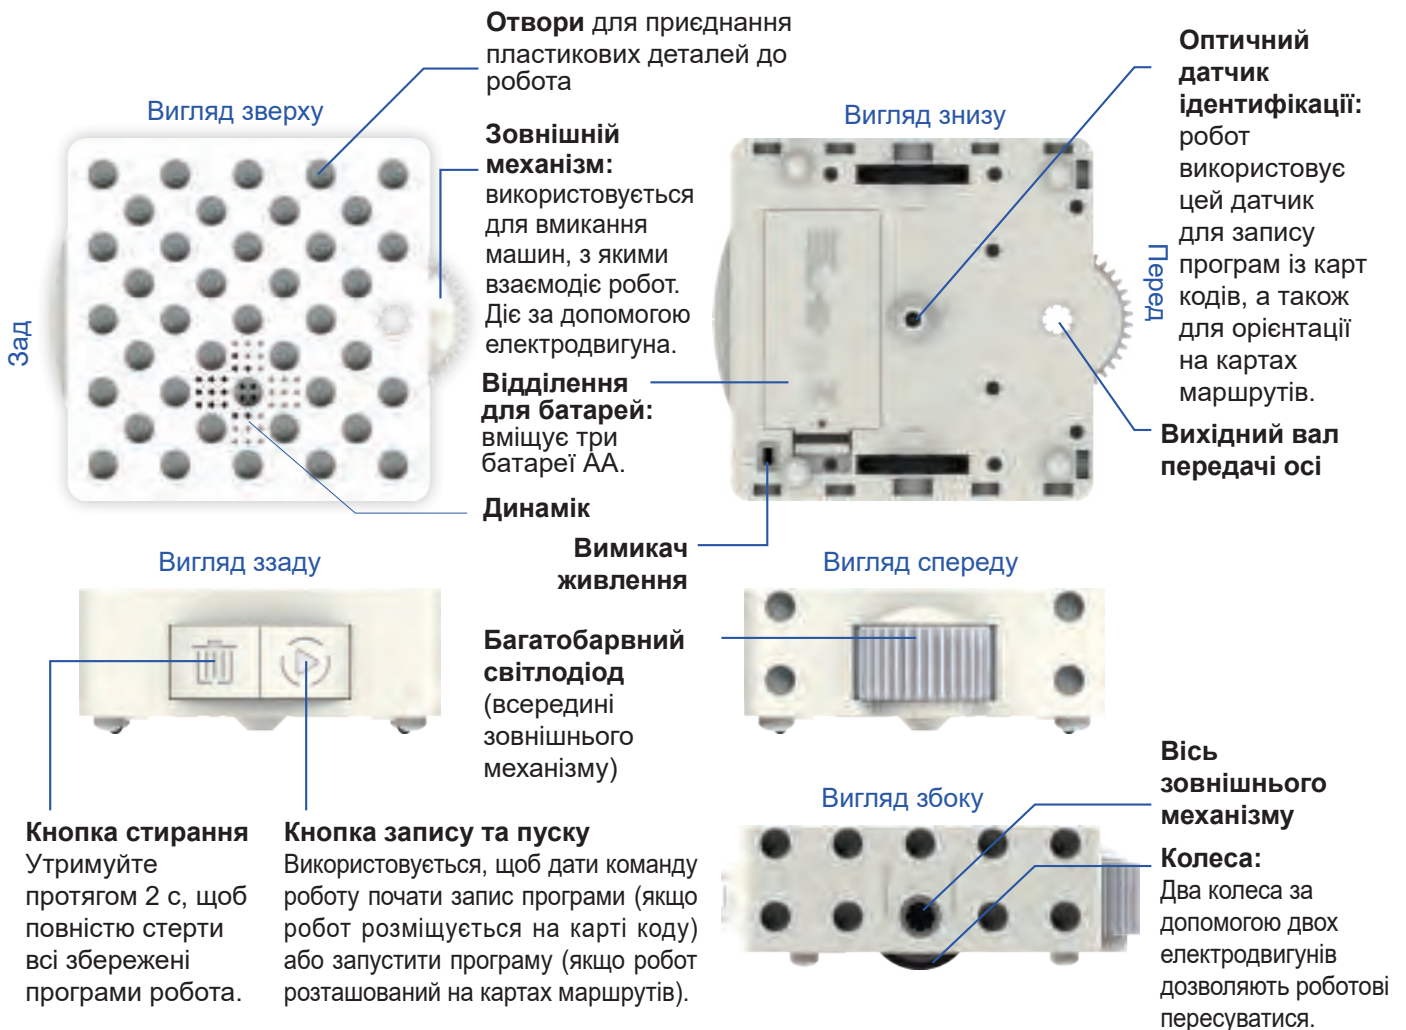 Отвори для приєднання
пластикових деталей до
робота
Вигляд зверху
Зад
Зовнішній
механізм:
використовується
для вмикання
машин, з якими
взаємодіє робот.
Діє за допомогою
електродвигуна.
Відділення
для батарей:
вміщує три
батареї АА.
Динамік
Вигляд знизу
Перед
Оптичний
датчик
ідентифікації:
робот
використовує
цей датчик
для запису
програм із карт
кодів, а також
для орієнтації
на картах
маршрутів.
Вихідний вал
передачі осі
Вимикач
живлення
Вигляд ззаду
Кнопка стирання
Утримуйте
протягом 2 с, щоб
повністю стерти
всі збережені
програми робота.
Кнопка запису та пуску
Використовується, щоб дати команду
роботу почати запис програми (якщо
робот розміщується на карті коду)
або запустити програму (якщо робот
розташований на картах маршрутів).
Багатобарвний
світлодіод
(всередині
зовнішнього
механізму)
Вигляд спереду
Вигляд збоку
Вісь
зовнішнього
механізму
Колеса:
Два колеса за
допомогою двох
електродвигунів
дозволяють роботові
пересуватися.